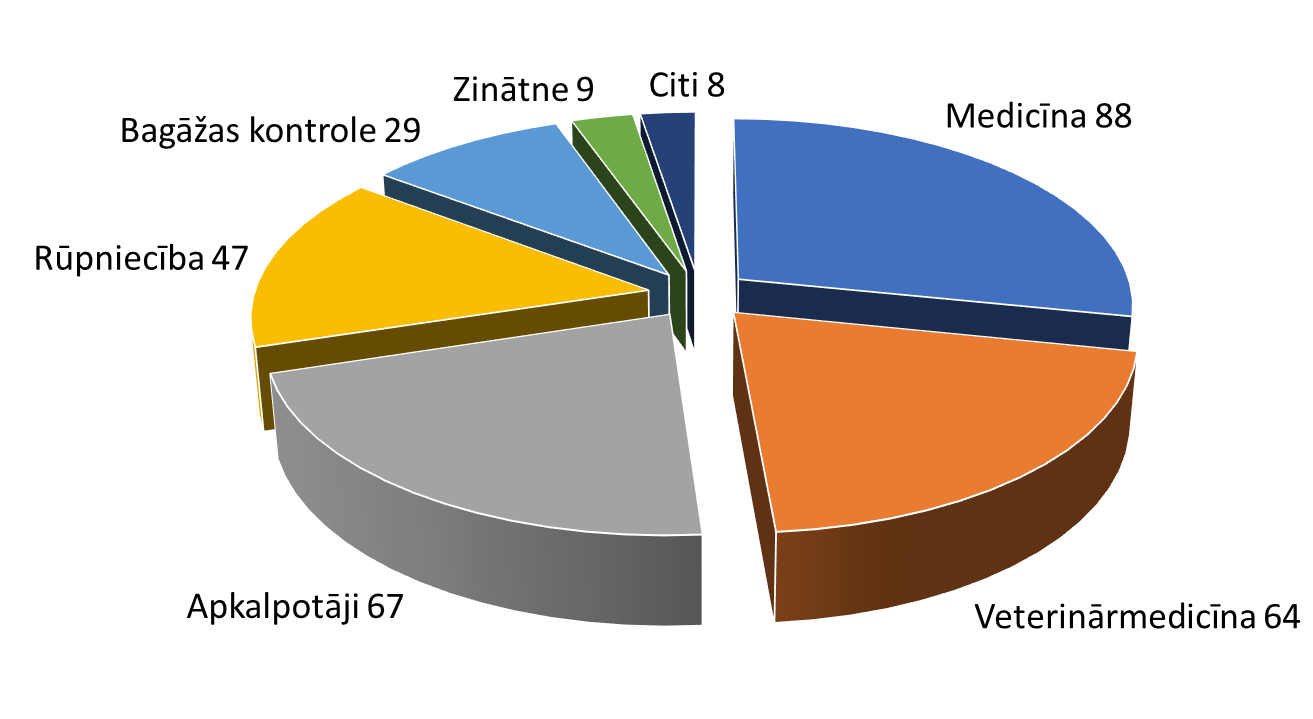 Zinātne 9
Citi 8
Medicīna 88
Bagāžas kontrole 29
Rūpniecība 47
Apkalpotāji 67
Veterinārmedicīna 64